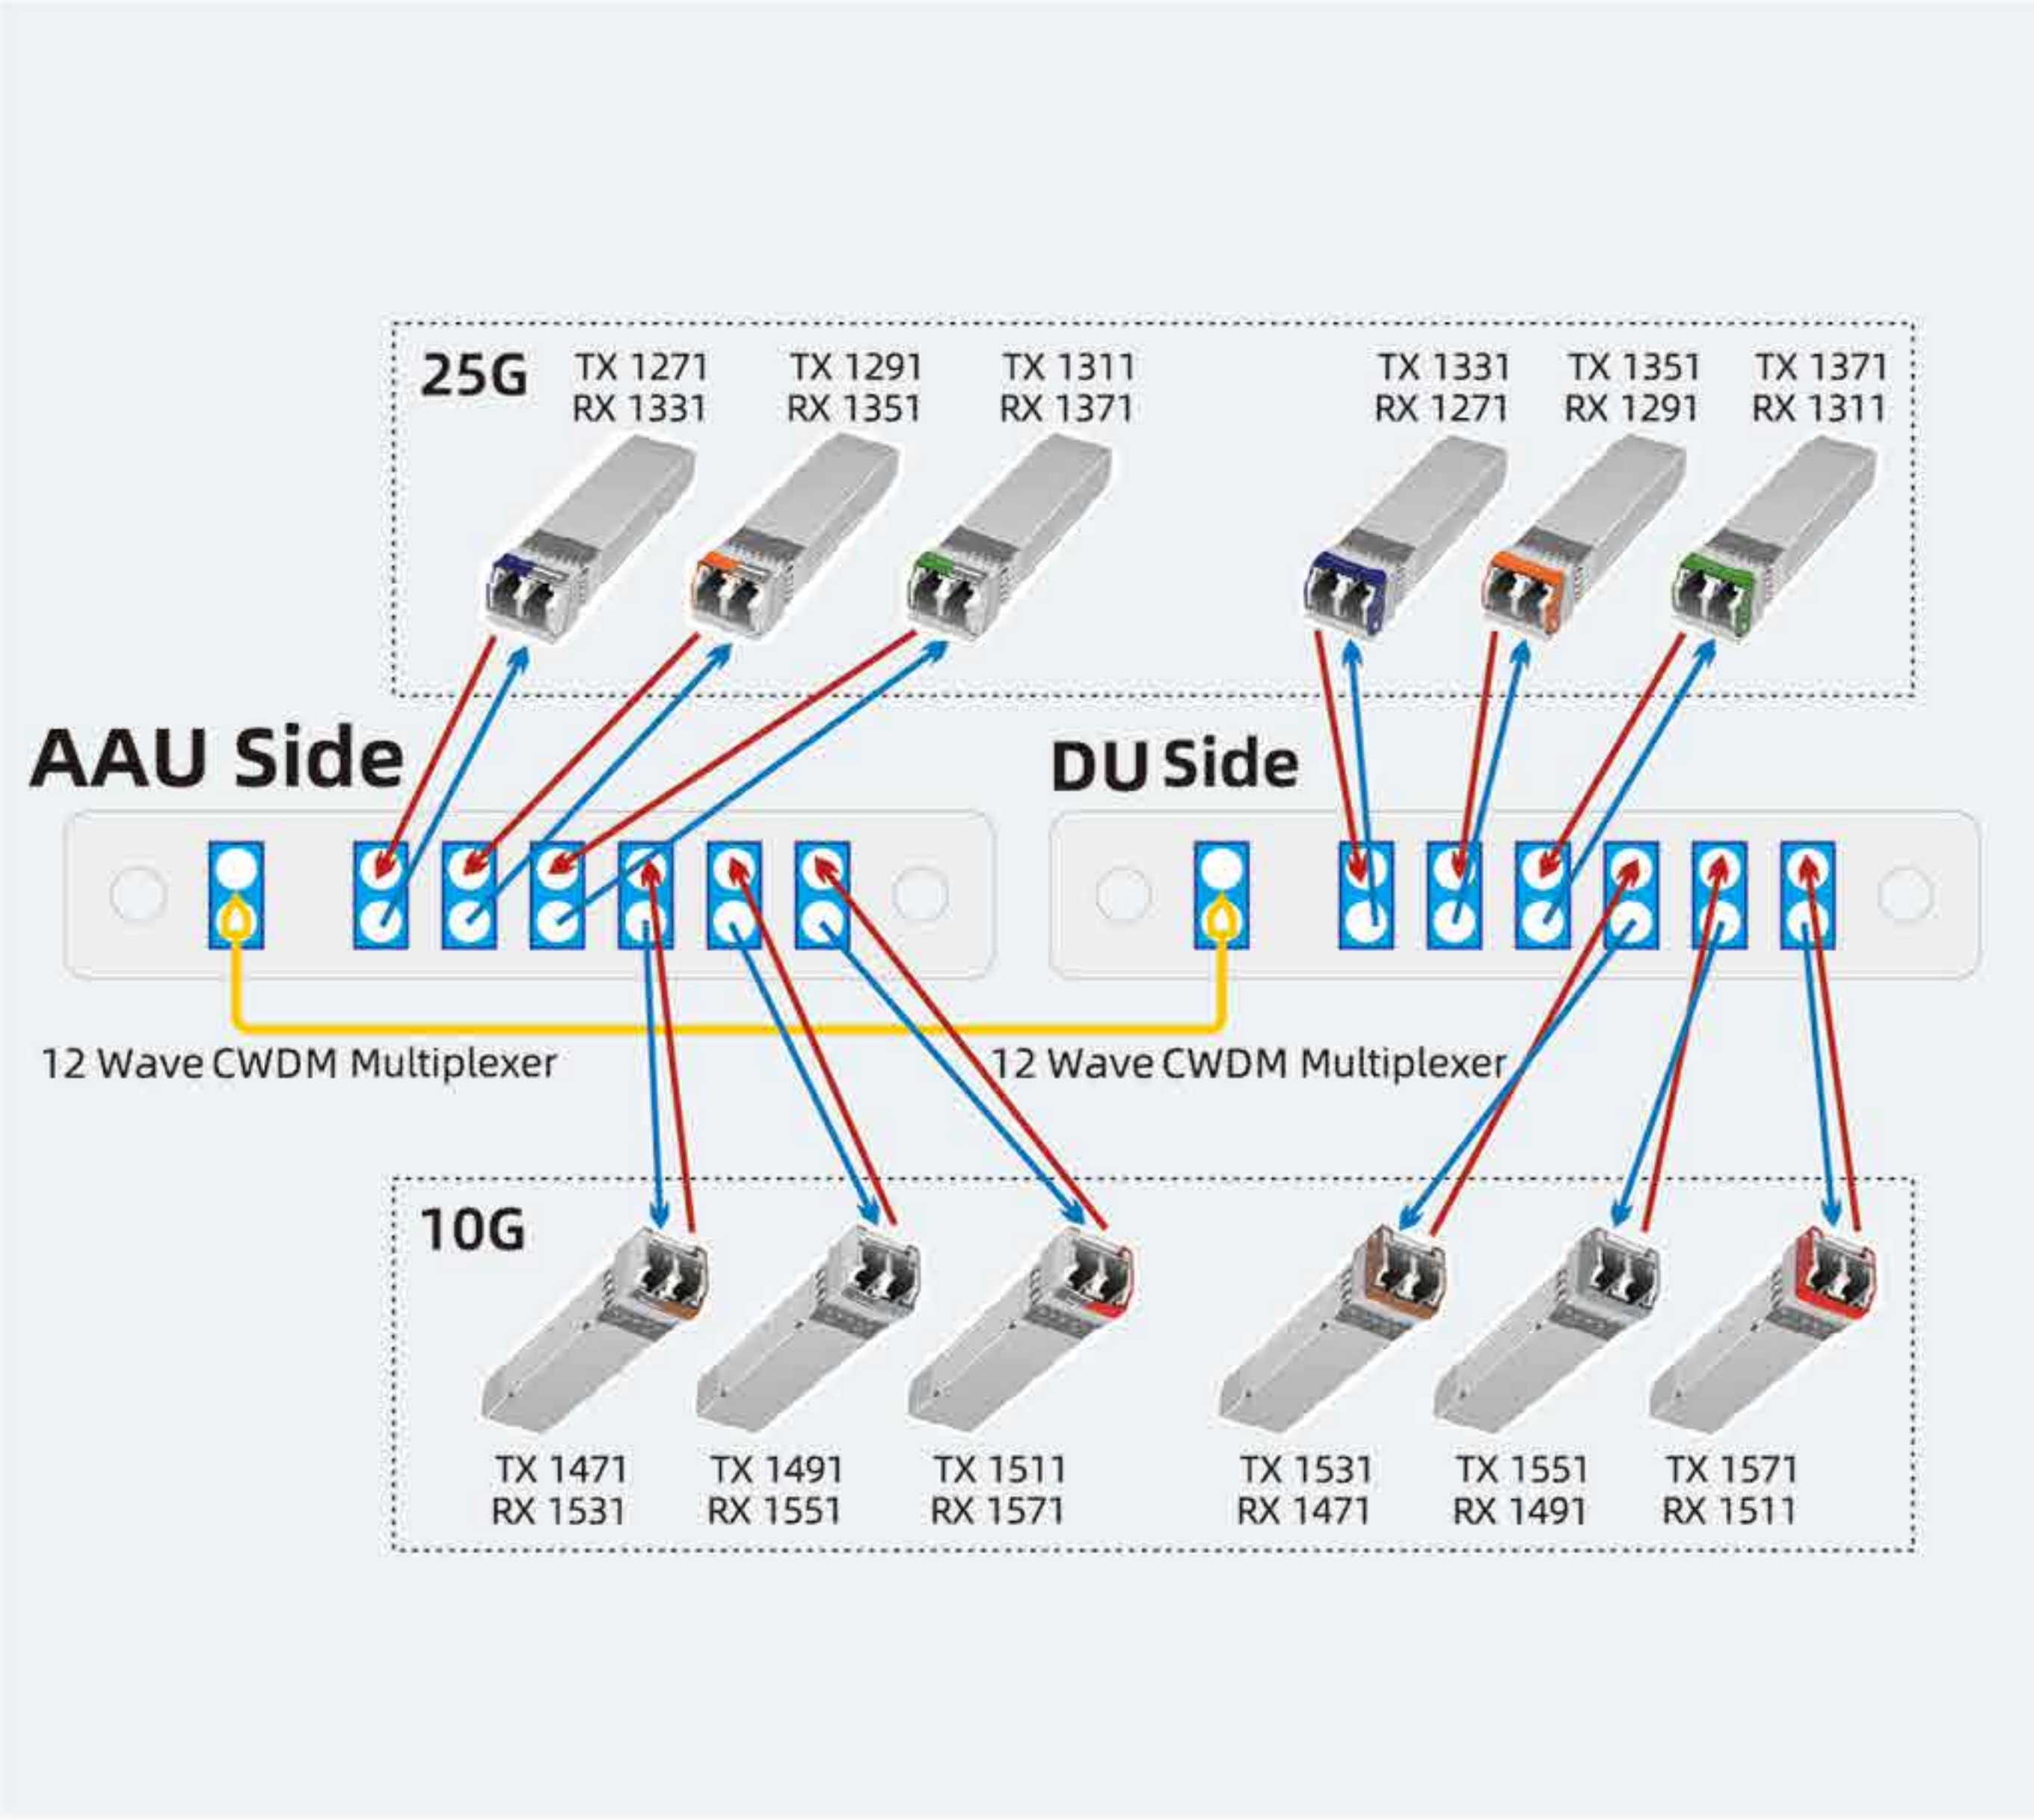 25G
TX 1271
RX 1331
TX 1291
RX 1351
TX 1311
RX 1371
TX 1331
RX 1271
TX 1351
RX 1291
TX 1371
RX 1311
AAU Side
DU Side
12 Wave CWDM Multiplexer
12 Wave CWDM Multiplexer
10G
TX 1471
RX 1531
TX 1491
RX 1551
TX 1511
RX 1571
TX 1531
RX 1471
TX 1551
RX 1491
TX 1571
RX 1511